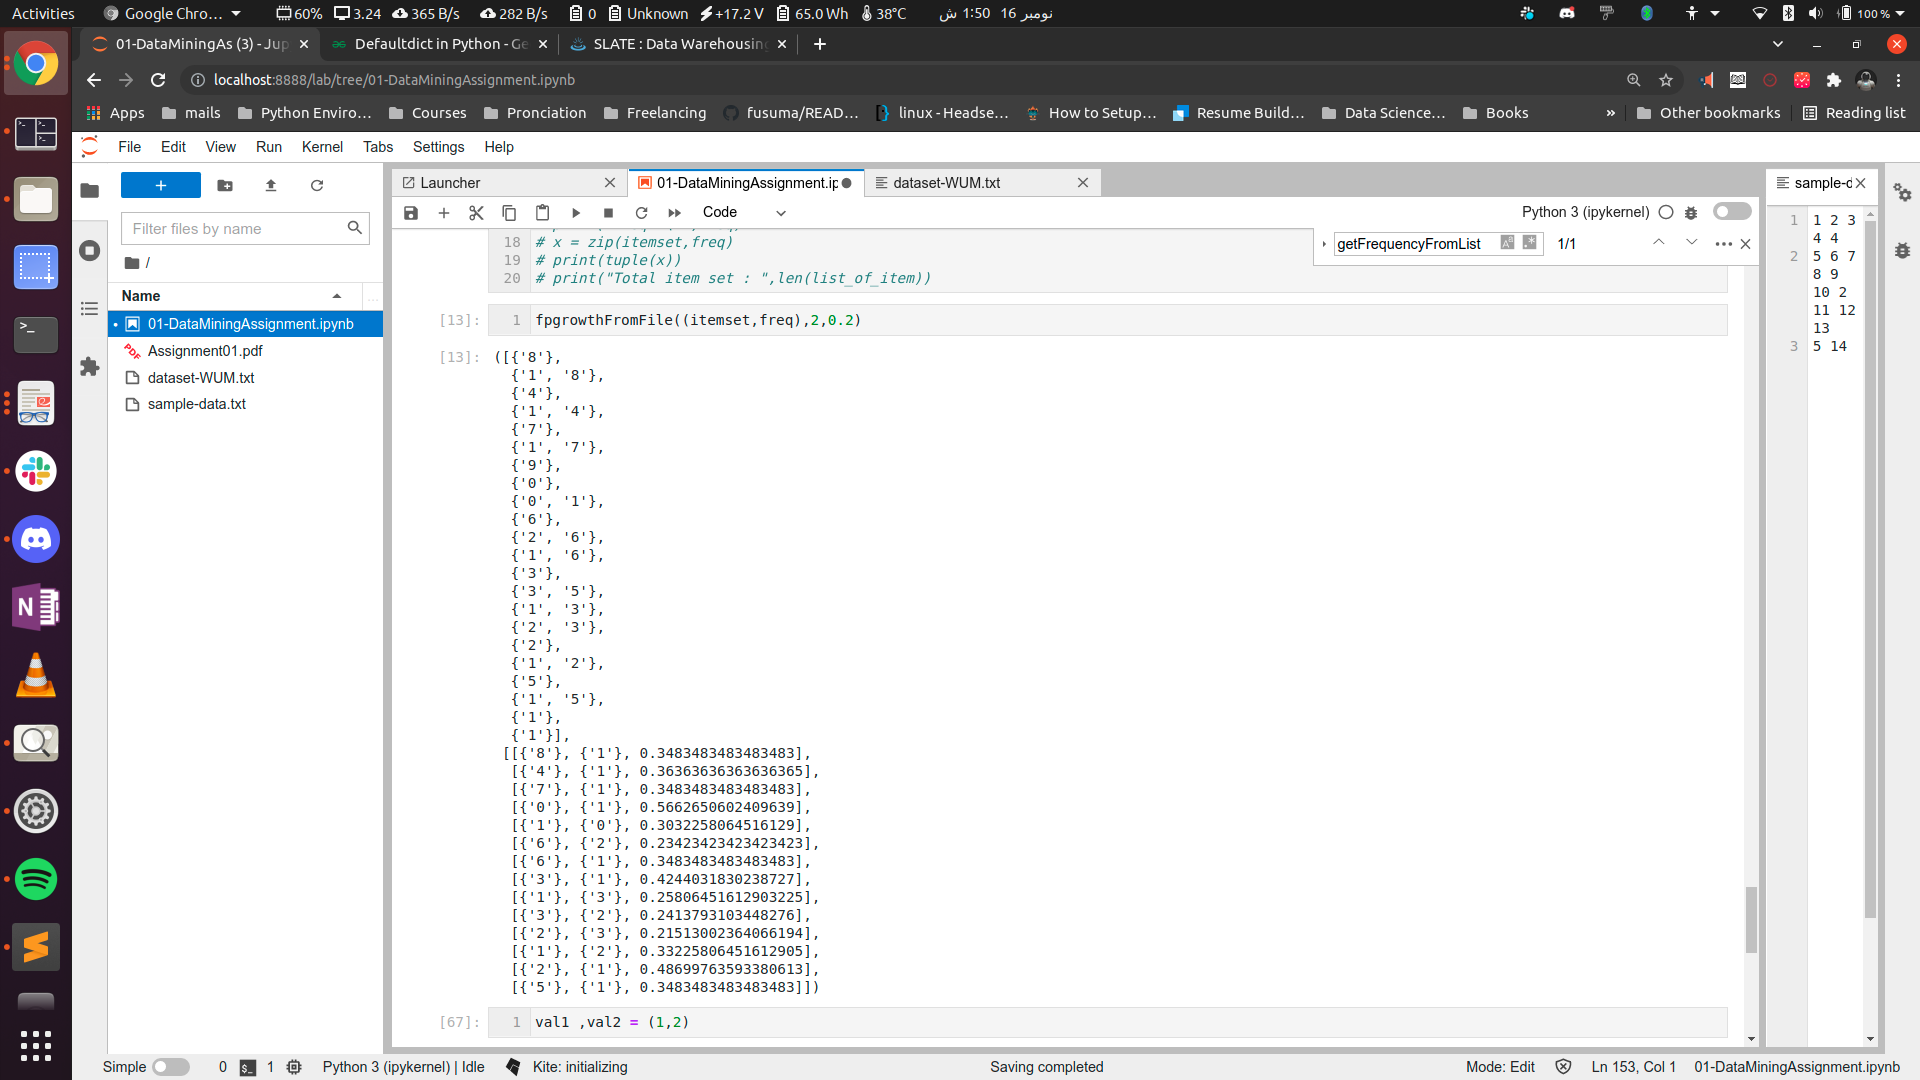 Activities
Google Chro…
60%
3.24
365 B/s
282 B/s
0
Unknown
+17.2 V
65.0 Wh
38°C
نومبر 16 1:50 ش
100 %
01-DataMiningAs (3) - Jup
Defaultdict in Python - Ge
SLATE : Data Warehousing
localhost:8888/lab/tree/01-DataMiningAssignment.ipynb
Apps
mails
Python Enviro…
Courses
Pronciation
Freelancing
fusuma/READ…
linux - Headse…
How to Setup…
Resume Build…
Data Science…
Books
»
Other bookmarks
Reading list
File Edit View Run Kernel Tabs Settings Help
Launcher
01-DataMiningAssignment.ip
dataset-WUM.txt
sample-d
Filter files by name
/
Name
01-DataMiningAssignment.ipynb
Assignment01.pdf
dataset-WUM.txt
sample-data.txt
Code
Python 3 (ipykernel)
getFrequencyFromList
1/1
18 # x = zip(itemset,freq)
19 # print(tuple(x))
20 # print("Total item set : ",len(list_of_item))
[13]: 1 fpgrowthFromFile((itemset,freq),2,0.2)
[13]: ([{'8'},
{'1', '8'},
{'4'},
{'1', '4'},
{'7'},
{'1', '7'},
{'9'},
{'0'},
{'0', '1'},
{'6'},
{'2', '6'},
{'1', '6'},
{'3'},
{'3', '5'},
{'1', '3'},
{'2', '3'},
{'2'},
{'1', '2'},
{'5'},
{'1', '5'},
{'1'},
{'1'}],
[[{'8'}, {'1'}, 0.3483483483483483],
[{'4'}, {'1'}, 0.36363636363636365],
[{'7'}, {'1'}, 0.3483483483483483],
[{'0'}, {'1'}, 0.5662650602409639],
[{'1'}, {'0'}, 0.3032258064516129],
[{'6'}, {'2'}, 0.23423423423423423],
[{'6'}, {'1'}, 0.3483483483483483],
[{'3'}, {'1'}, 0.4244031830238727],
[{'1'}, {'3'}, 0.25806451612903225],
[{'3'}, {'2'}, 0.2413793103448276],
[{'2'}, {'3'}, 0.21513002364066194],
[{'1'}, {'2'}, 0.33225806451612905],
[{'2'}, {'1'}, 0.48699763593380613],
[{'5'}, {'1'}, 0.3483483483483483]])
[67]: 1 val1 ,val2 = (1,2)
1 1 2 3
4 4
2 5 6 7
8 9
10 2
11 12
13
3 5 14
Simple
0
1
Python 3 (ipykernel) | Idle
Kite: initializing
Saving completed
Mode: Edit
Ln 153, Col 1
01-DataMiningAssignment.ipynb